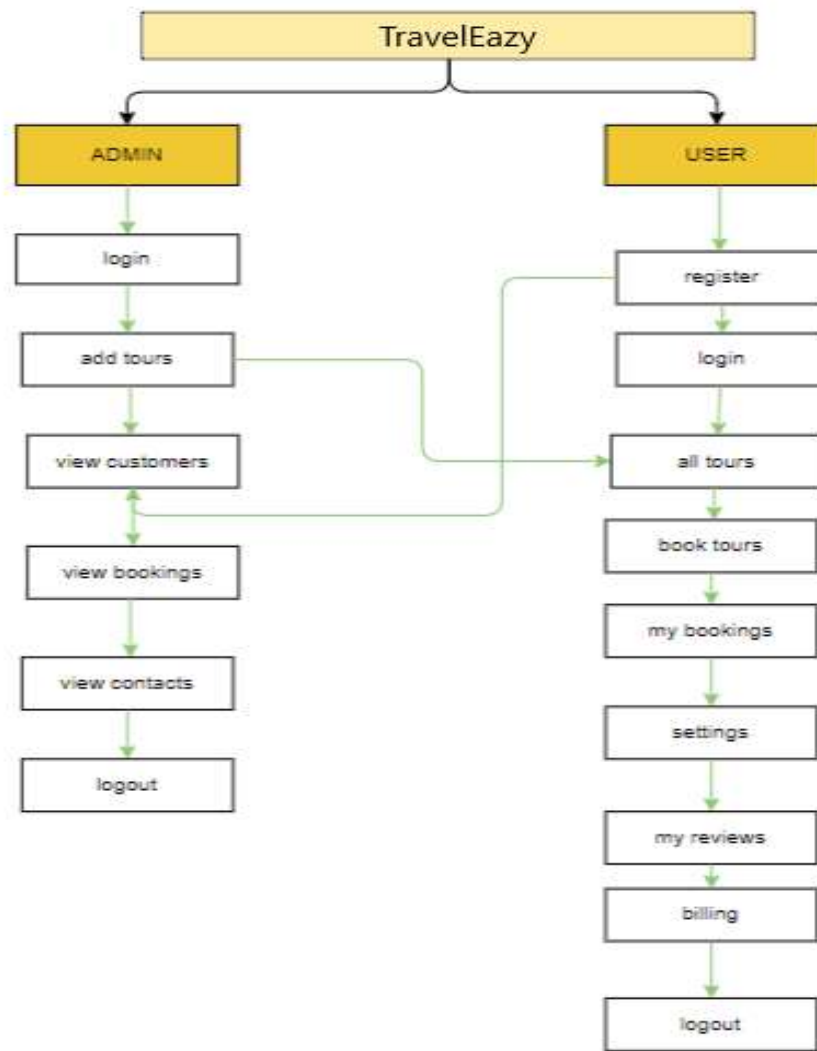 TravelEazy
ADMIN
USER
login
register
add tours
login
view customers
all tours
view bookings
book tours
my bookings
view contacts
settings
logout
my reviews
billing
logout